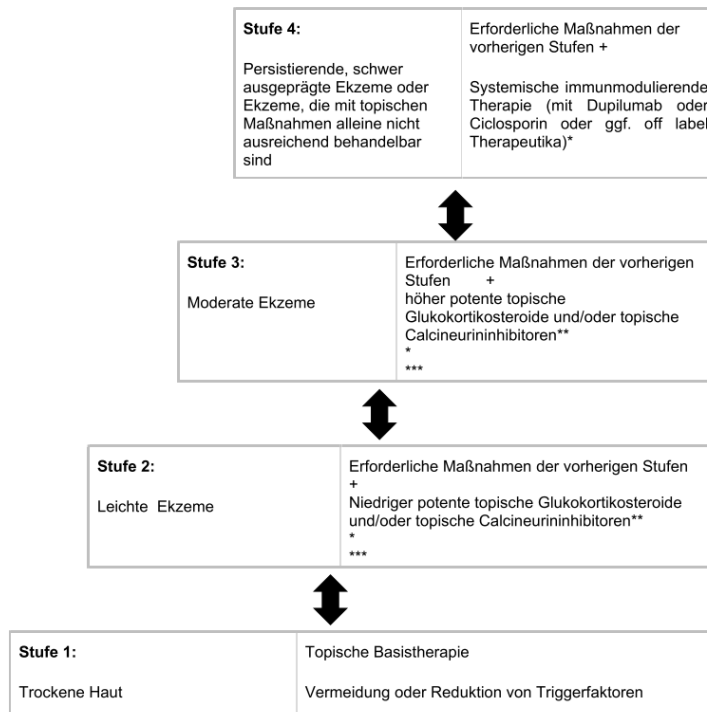 Stufe 4:
Persistierende, schwer
ausgeprägte Ekzeme oder
Ekzeme, die mit topischen
Maßnahmen alleine nicht
ausreichend behandelbar
sind
Erforderliche Maßnahmen der
vorherigen Stufen +
Systemische immunmodulierende
Therapie (mit Dupilumab oder
Ciclosporin oder ggf. off label
Therapeutika)*
Stufe 3:
Moderate Ekzeme
Erforderliche Maßnahmen der vorherigen
Stufen +
höher potente topische
Glukokortikosteroide und/oder topische
Calcineurininhibitoren**
*
***
Stufe 2:
Leichte Ekzeme
Erforderliche Maßnahmen der vorherigen Stufen
+
Niedriger potente topische Glukokortikosteroide
und/oder topische Calcineurininhibitoren**
*
***
Stufe 1:
Trockene Haut
Topische Basistherapie
Vermeidung oder Reduktion von Triggerfaktoren